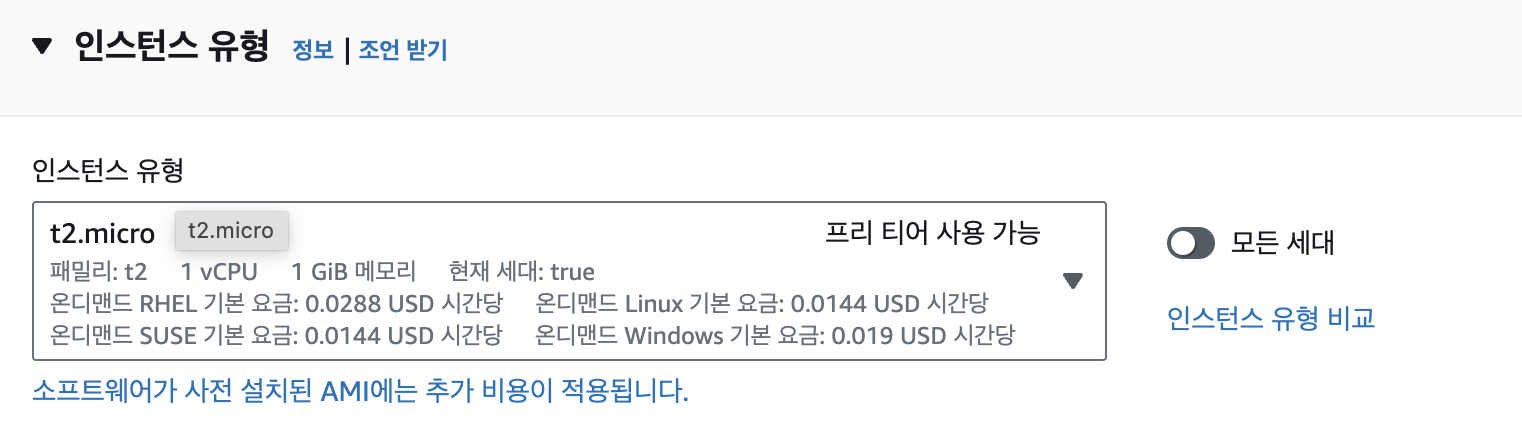 ▼ 인스턴스 유형 정보 | 조언 받기
인스턴스 유형
t2.micro t2.micro 프리 티어 사용 가능
패밀리: t2 1 vCPU 1 GiB 메모리 현재 세대: true
온디맨드 RHEL 기본 요금: 0.0288 USD 시간당 온디맨드 Linux 기본 요금: 0.0144 USD 시간당
온디맨드 SUSE 기본 요금: 0.0144 USD 시간당 온디맨드 Windows 기본 요금: 0.019 USD 시간당
모든 세대
인스턴스 유형 비교
소프트웨어가 사전 설치된 AMI에는 추가 비용이 적용됩니다.